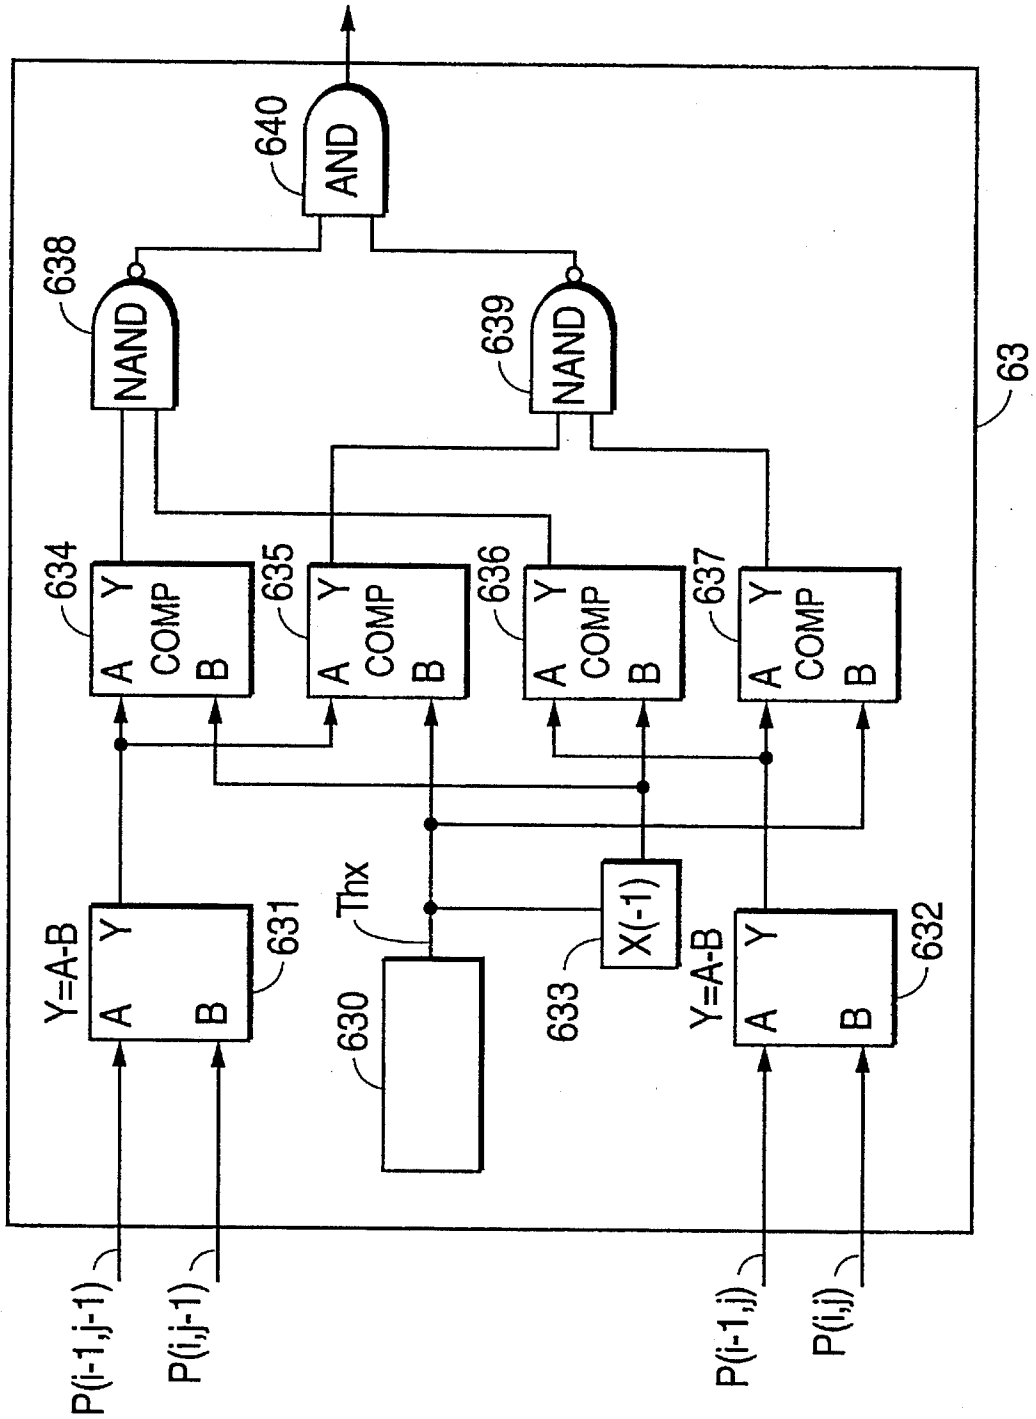 P(i-1,j-1)
P(i,j-1)
P(i-1,j)
P(i,j)
Y=A-B
A
Y
B
631
630
Thx
633
X(-1)
Y=A-B
A
Y
B
632
634
A
Y
COMP
B
635
A
Y
COMP
B
636
A
Y
COMP
B
637
A
Y
COMP
B
638
NAND
639
NAND
640
AND
63